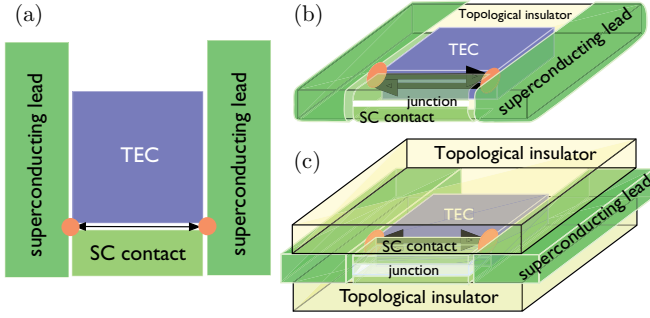 (a)
superconducting lead
TEC
SC contact
superconducting lead
(b)
Topological insulator
TEC
junction
SC contact
superconducting lead
(c)
Topological insulator
TEC
SC contact
junction
superconducting lead
Topological insulator